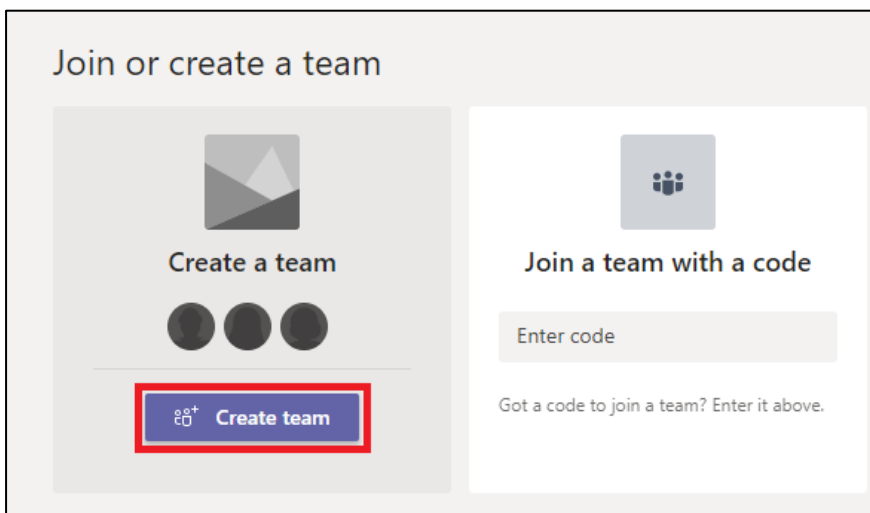 Join or create a team
Create a team
Create team
Join a team with a code
Enter code
Got a code to join a team? Enter it above.